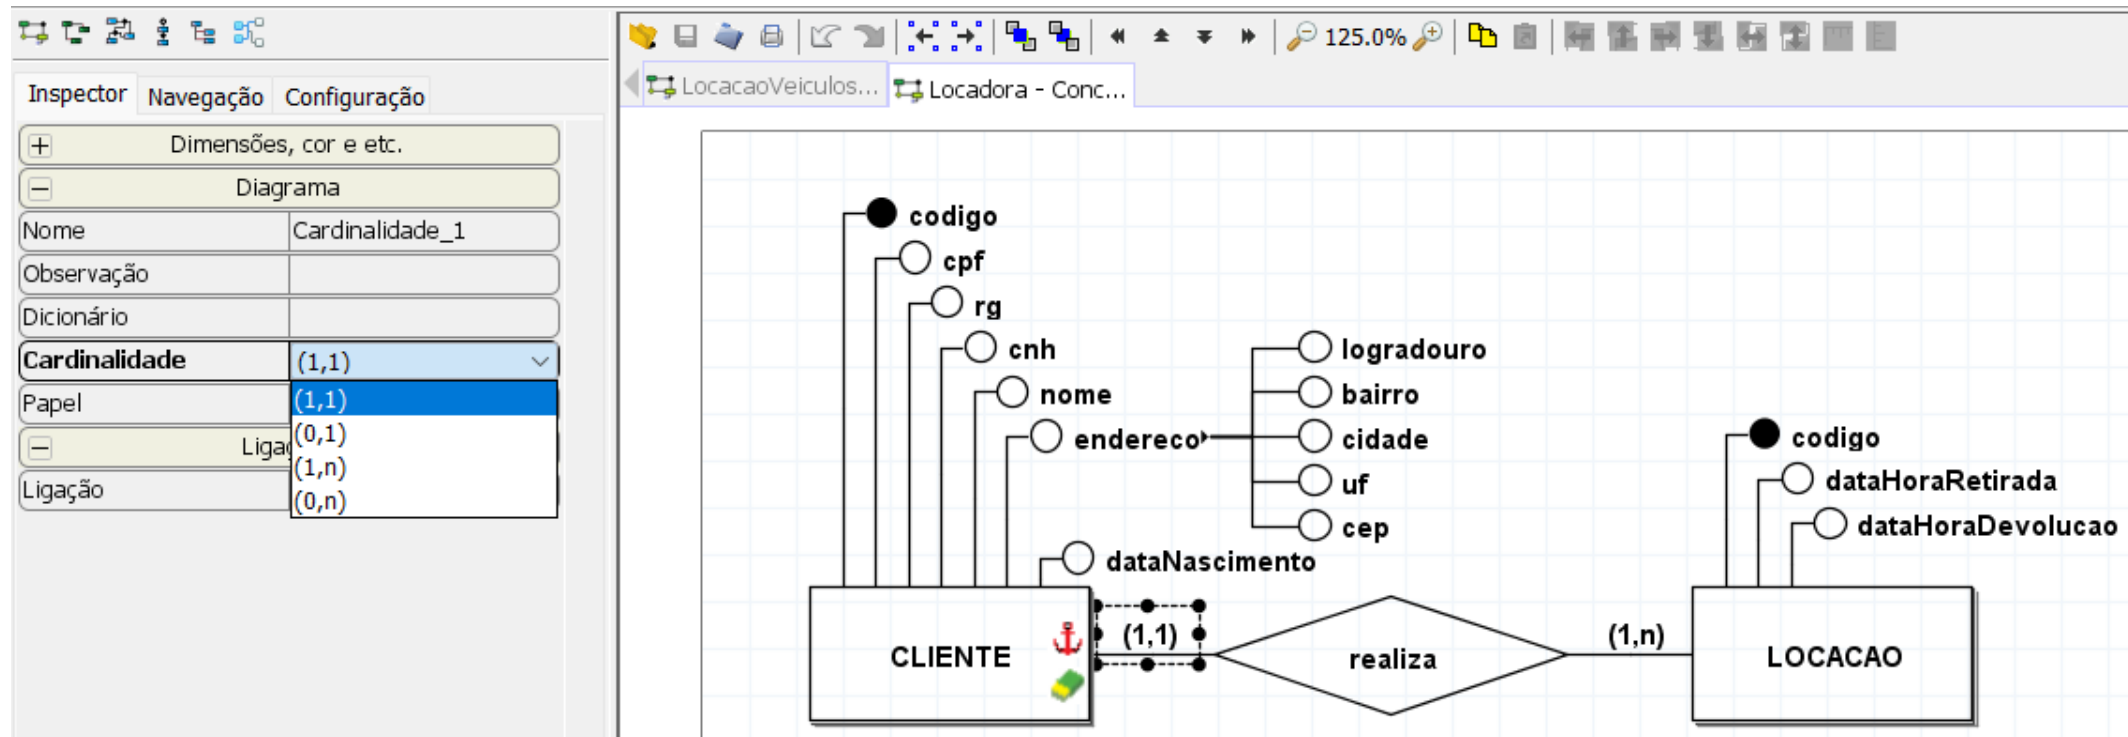 125.0%
LocacaoVeiculos...
Locadora - Conc...
Inspector
Navegação
Configuração
Dimensões, cor e etc.
Diagrama
Nome
Cardinalidade_1
Observação
Dicionário
Cardinalidade
(1,1)
Papel
(1,1)
(0,1)
(1,n)
(0,n)
Liga
Ligação
codigo
cpf
rg
cnh
nome
endereco
logradouro
bairro
cidade
uf
cep
dataNascimento
codigo
dataHoraRetirada
dataHoraDevolucao
CLIENTE
(1,1)
realiza
(1,n)
LOCACAO